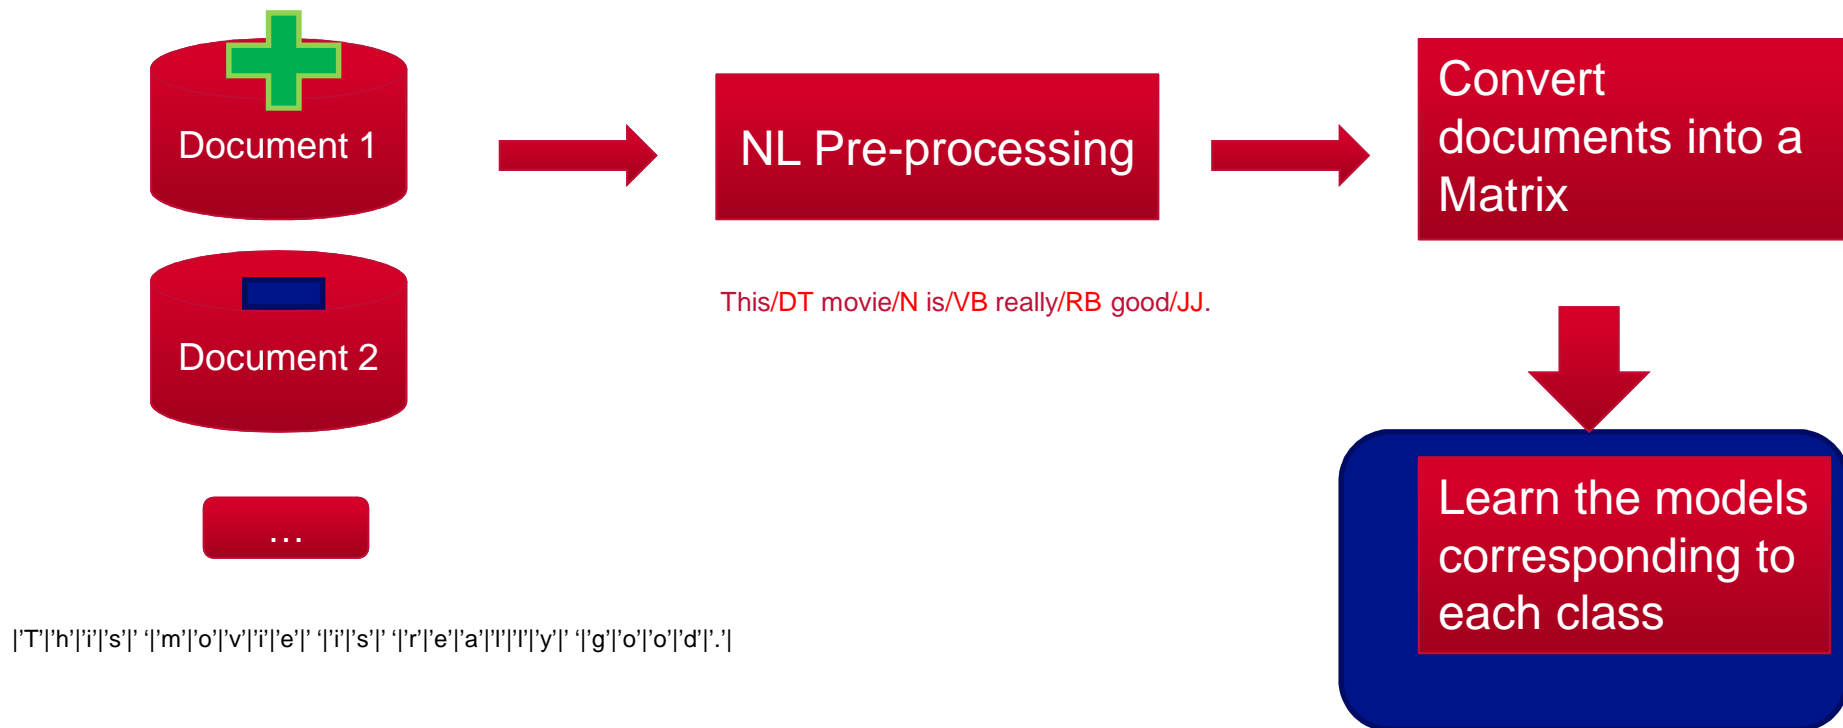 Document 1
Document 2
...
|’T’|’h’|’i’|’s’|’ ‘|’m’|’o’|’v’|’i’|’e’|’ ‘|’i’|’s’|’ ‘|’r’|’e’|’a’|’l’|’l’|’y’|’ ‘|’g’|’o’|’o’|’d’|’.’|
NL Pre-processing
This/DT movie/N is/VB really/RB good/JJ.
Convert
documents into a
Matrix
Learn the models
corresponding to
each class